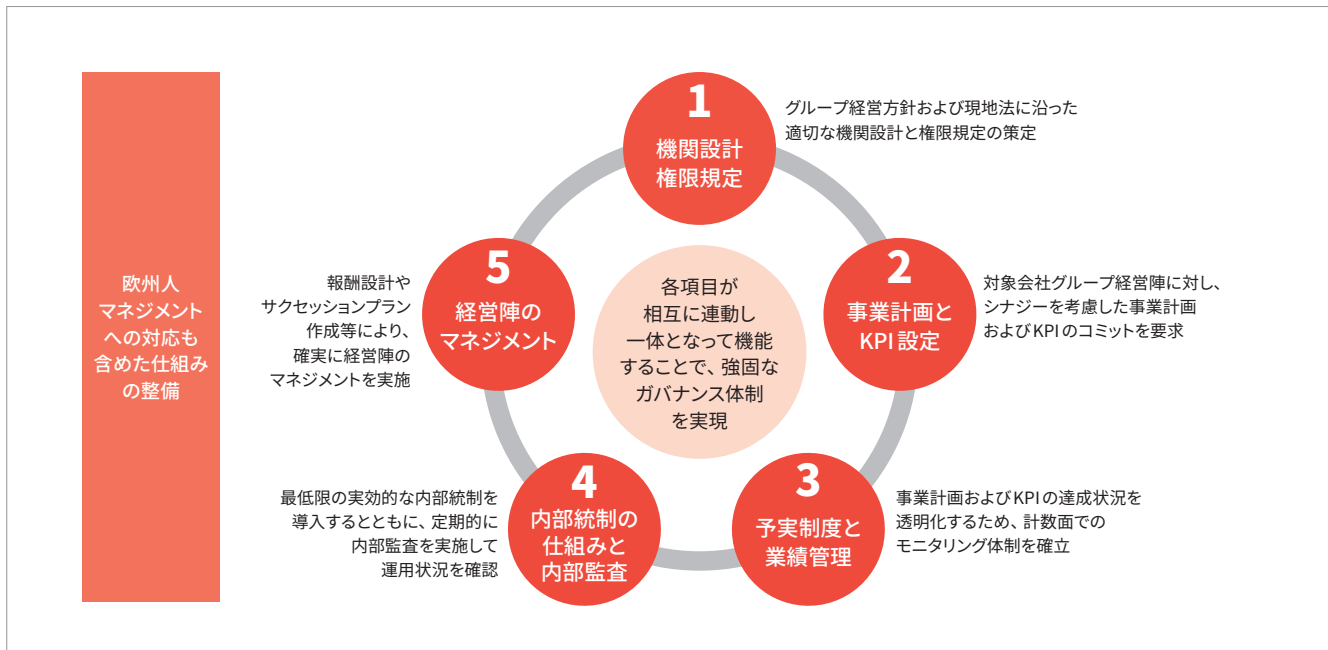 欧州人
マネジメント
への対応も
含めた仕組み
の整備
1
機関設計
権限規定
グループ経営方針および現地法に沿った
適切な機関設計と権限規定の策定
2
事業計画と
KPI設定
対象会社グループ経営陣に対し、
シナジーを考慮した事業計画
およびKPIのコミットを要求
3
予実制度と
業績管理
事業計画およびKPIの達成状況を
透明化するため、計数面での
モニタリング体制を確立
4
内部統制の
仕組みと
内部監査
最低限の実効的な内部統制を
導入するとともに、定期的に
内部監査を実施して
運用状況を確認
5
経営陣の
マネジメント
報酬設計や
サクセッションプラン
作成等により、
確実に経営陣の
マネジメントを実施
各項目が
相互に連動し
一体となって機能
することで、強固な
ガバナンス体制
を実現